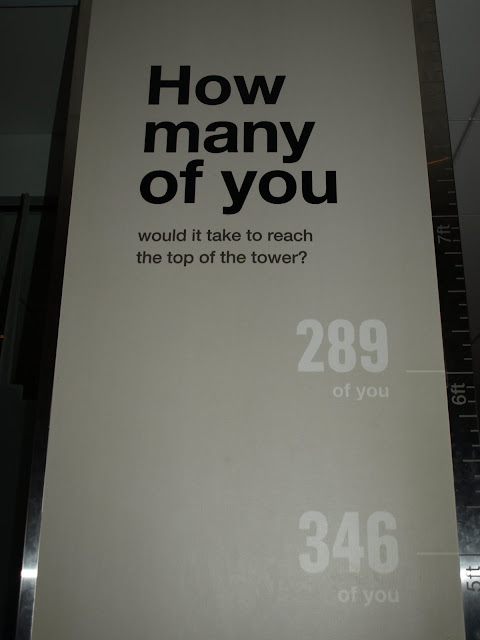 How
many
of you
would it take to reach
the top of the tower?
7ft
289
of you
6ft
346
of you
5ft